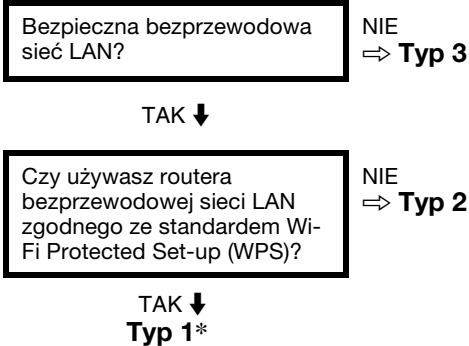 Bezpieczna bezprzewodowa
sieć LAN?
NIE
⇨ Typ 3
TAK ⬇
Czy używasz routera
bezprzewodowej sieci LAN
zgodnego ze standardem Wi-
Fi Protected Set-up (WPS)?
NIE
⇨ Typ 2
TAK ⬇
Typ 1*